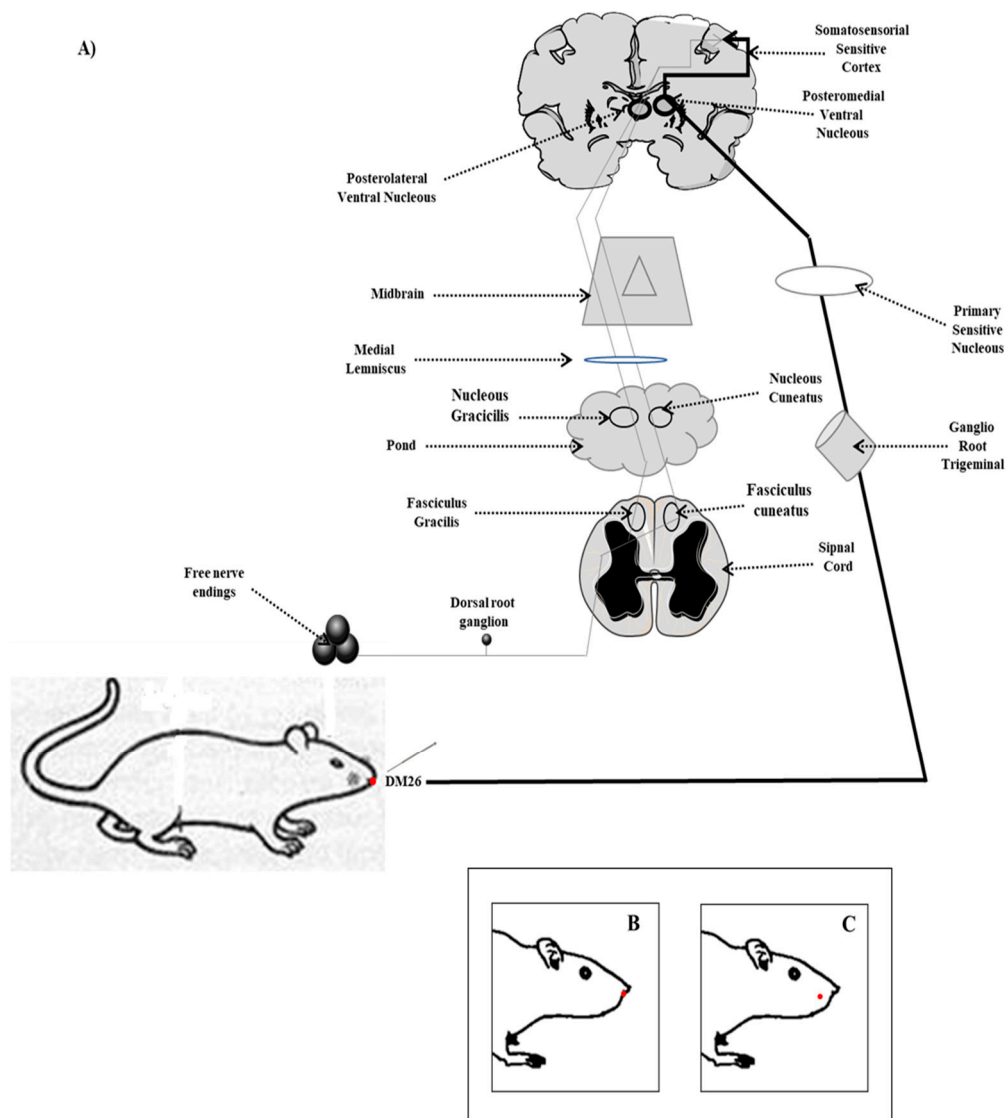 A)
Somatosensorial
Sensitive
Cortex
Posteromedial
Ventral
Nucleous
Posterolateral
Ventral Nucleous
Midbrain
Primary
Sensitive
Nucleous
Medial
Lemniscus
Nucleous
Gracicilis
Nucleous
Cuneatus
Pond
Ganglio
Root
Trigeminal
Fasciculus
Gracilis
Fasciculus
cuneatus
Sipnal
Cord
Free nerve
endings
Dorsal root
ganglion
DM26
B
C